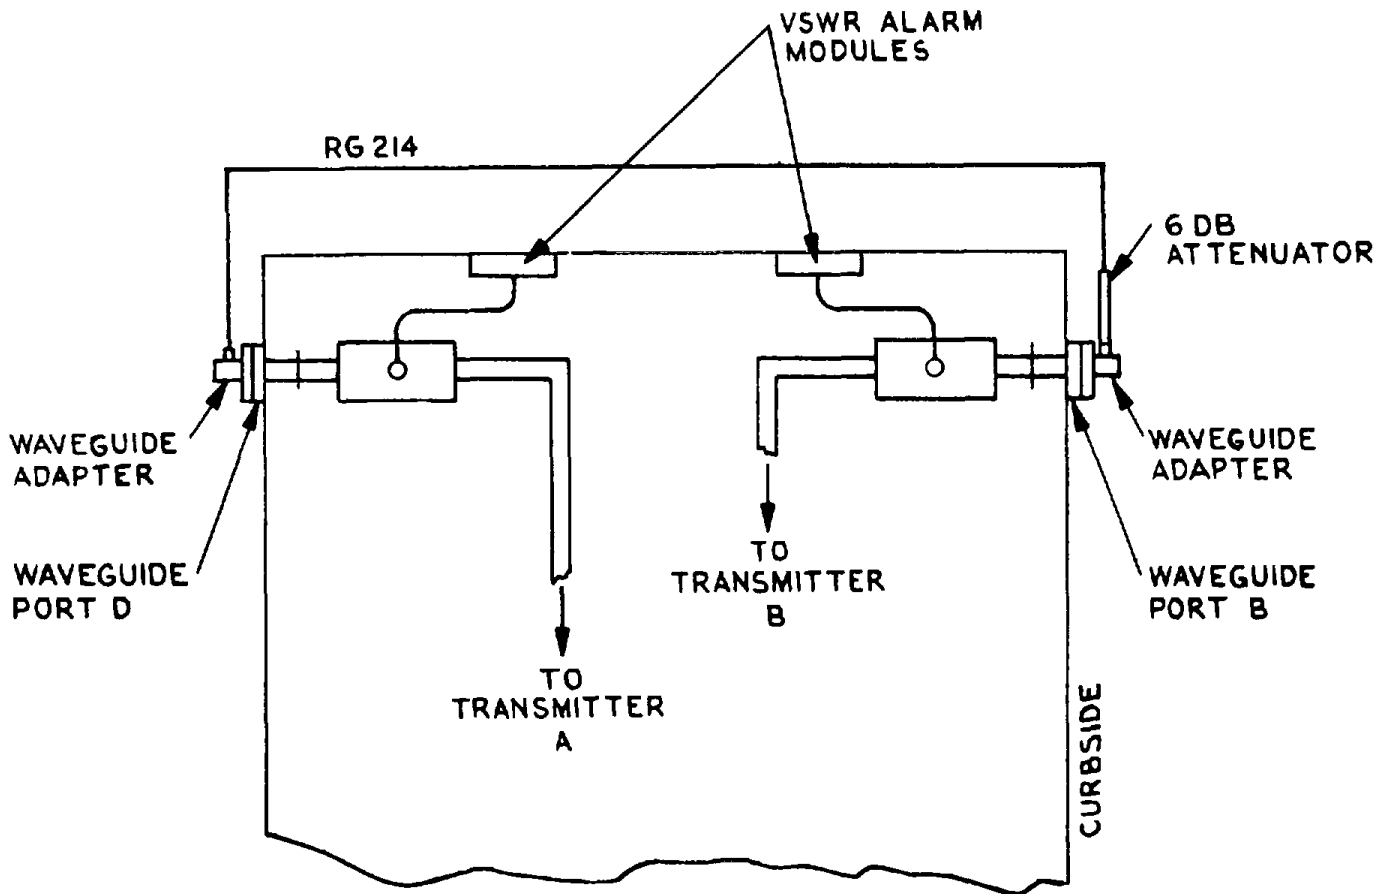 VSWR ALARM
MODULES
RG 214
6 DB
ATTENUATOR
WAVEGUIDE
ADAPTER
WAVEGUIDE
ADAPTER
WAVEGUIDE
PORT D
TO
TRANSMITTER
B
WAVEGUIDE
PORT B
TO
TRANSMITTER
A
CURBSIDE